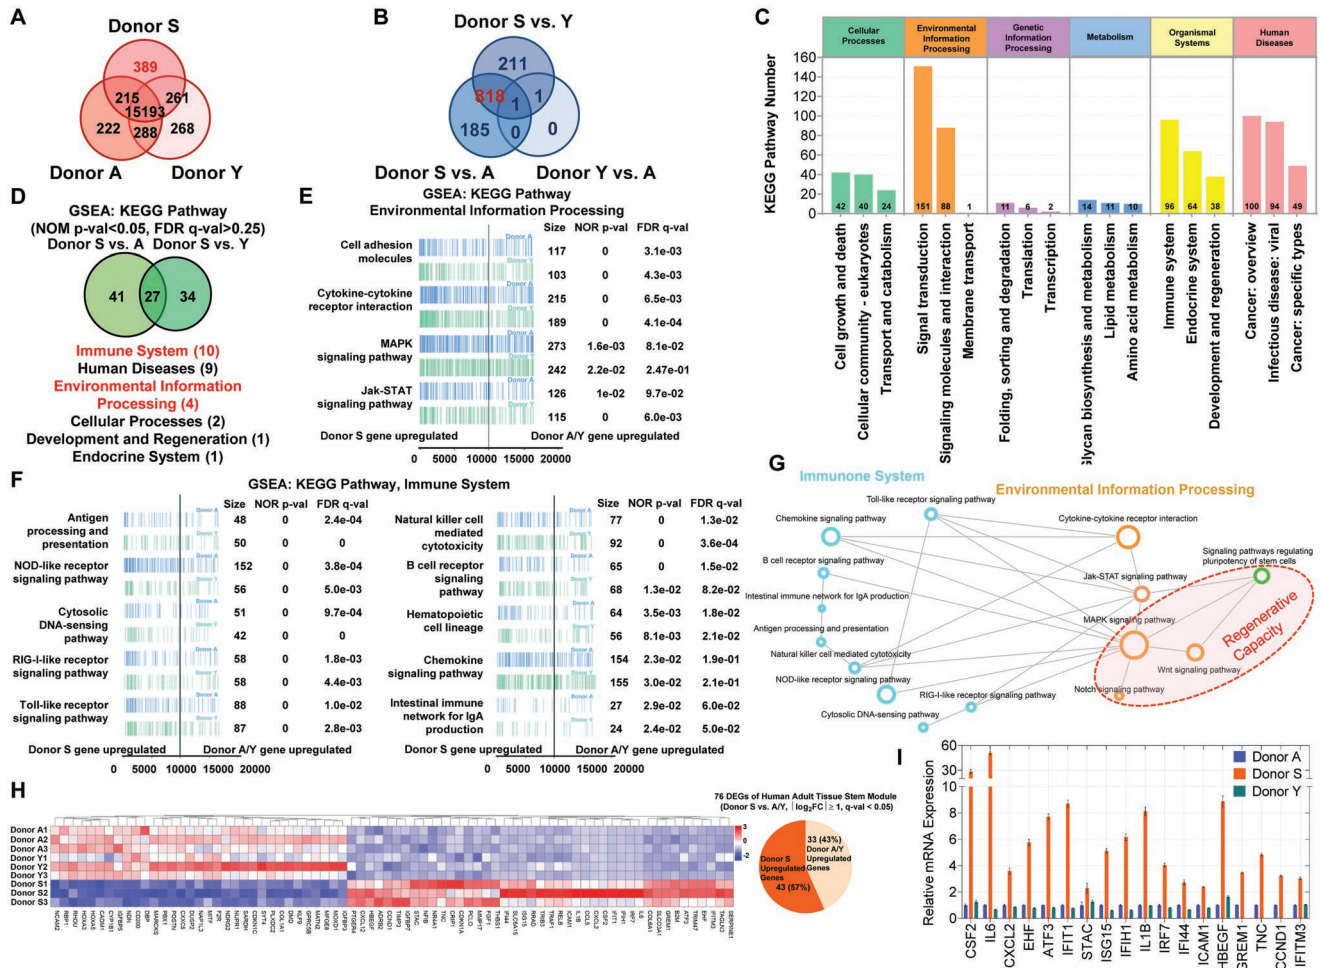 A
Donor S
389
215
261
15193
222
288
268
Donor A
Donor Y
B
Donor S vs. Y
211
818
1
1
185
0
0
Donor S vs. A
Donor Y vs. A
C
Cellular Processes
Environmental Information Processing
Genetic Information Processing
Metabolism
Organismal Systems
Human Diseases
KEGG Pathway Number
160
140
120
100
80
60
40
20
0
42 40 24
151 88 1
11 6 2
14 11 10
96 64 38
100 94 49
Cell growth and death
Cellular community - eukaryotes
Transport and catabolism
Signal transduction
Signaling molecules and interaction
Membrane transport
Folding, sorting and degradation
Translation
Transcription
Glycan biosynthesis and metabolism
Lipid metabolism
Amino acid metabolism
Immune system
Endocrine system
Development and regeneration
Cancer: overview
Infectious disease: viral
Cancer: specific types
D
GSEA: KEGG Pathway
(NOM p-val<0.05, FDR q-val>0.25)
Donor S vs. A Donor S vs. Y
41 27 34
Immune System (10)
Human Diseases (9)
Environmental Information
Processing (4)
Cellular Processes (2)
Development and Regeneration (1)
Endocrine System (1)
E
GSEA: KEGG Pathway
Environmental Information Processing
Size NOR p-val FDR q-val
Cell adhesion molecules
Donor A
117 0 3.1e-03
Donor Y
103 0 4.3e-03
Cytokine-cytokine receptor interaction
Donor A
215 0 6.5e-03
Donor Y
189 0 4.1e-04
MAPK signaling pathway
Donor A
273 1.6e-03 8.1e-02
Donor Y
242 2.2e-02 2.47e-01
Jak-STAT signaling pathway
Donor A
126 1e-02 9.7e-02
Donor Y
115 0 6.0e-03
Donor S gene upregulated Donor A/Y gene upregulated
0 5000 10000 15000 20000
F
GSEA: KEGG Pathway, Immune System
Size NOR p-val FDR q-val
Antigen processing and presentation
Donor A
48 0 2.4e-04
Donor Y
50 0 0
NOD-like receptor signaling pathway
Donor A
152 0 3.8e-04
Donor Y
56 0 5.0e-03
Cytosolic DNA-sensing pathway
Donor A
51 0 9.7e-04
Donor Y
42 0 0
RIG-I-like receptor signaling pathway
Donor A
58 0 1.8e-03
Donor Y
58 0 4.4e-03
Toll-like receptor signaling pathway
Donor A
88 0 1.0e-02
Donor Y
87 0 2.8e-03
Donor S gene upregulated Donor A/Y gene upregulated
0 5000 10000 15000 20000
Size NOR p-val FDR q-val
Natural killer cell mediated cytotoxicity
Donor A
77 0 1.3e-02
Donor Y
92 0 3.6e-04
B cell receptor signaling pathway
Donor A
65 0 1.5e-02
Donor Y
68 1.3e-02 8.2e-02
Hematopoietic cell lineage
Donor A
64 3.5e-03 1.8e-02
Donor Y
56 8.1e-03 2.1e-02
Chemokine signaling pathway
Donor A
154 2.3e-02 1.9e-01
Donor Y
155 3.0e-02 2.1e-01
Intestinal immune network for IgA production
Donor A
27 2.9e-02 6.0e-02
Donor Y
24 2.4e-02 5.0e-02
Donor S gene upregulated Donor A/Y gene upregulated
0 5000 10000 15000 20000
G
Immunone System
Environmental Information Processing
Toll-like receptor signaling pathway
Chemokine signaling pathway
Cytokine-cytokine receptor interaction
B cell receptor signaling pathway
Signaling pathways regulating
pluripotency of stem cells
Jak-STAT signaling pathway
Intestinal immune network for IgA production
MAPK signaling pathway
Antigen processing and presentation
Natural killer cell mediated cytotoxicity
NOD-like receptor signaling pathway
Wnt signaling pathway
RIG-I-like receptor signaling pathway
Notch signaling pathway
Cytosolic DNA-sensing pathway
Regenerative
Capacity
H
76 DEGs of Human Adult Tissue Stem Module
(Donor S vs. A/Y, |log₂FC| ≥ 1, q-val < 0.05)
Donor A1
Donor A2
Donor A3
Donor Y1
Donor Y2
Donor Y3
Donor S1
Donor S2
Donor S3
3
0
-2
33 (43%)
Donor A/Y
Upregulated
Genes
Donor S
Upregulated
Genes
43 (57%)
I
Relative mRNA Expression
60
30
10
8
6
4
2
0
Donor A
Donor S
Donor Y
CSF2
IL6
CXCL2
EHF
ATF3
IFIT1
STAC
ISG15
IFIH1
IL1B
IRF7
IFI44
ICAM1
HBEGF
GREM1
TNC
CCND1
IFITM3